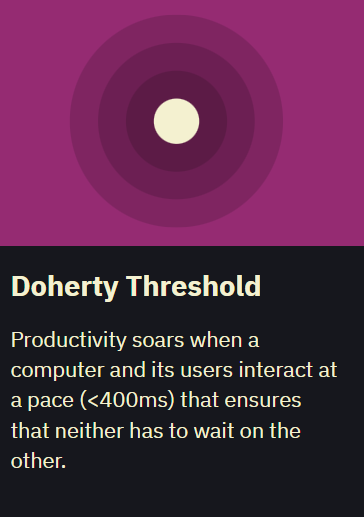 Doherty Threshold
Productivity soars when a
computer and its users interact at
a pace (<400ms) that ensures
that neither has to wait on the
other.